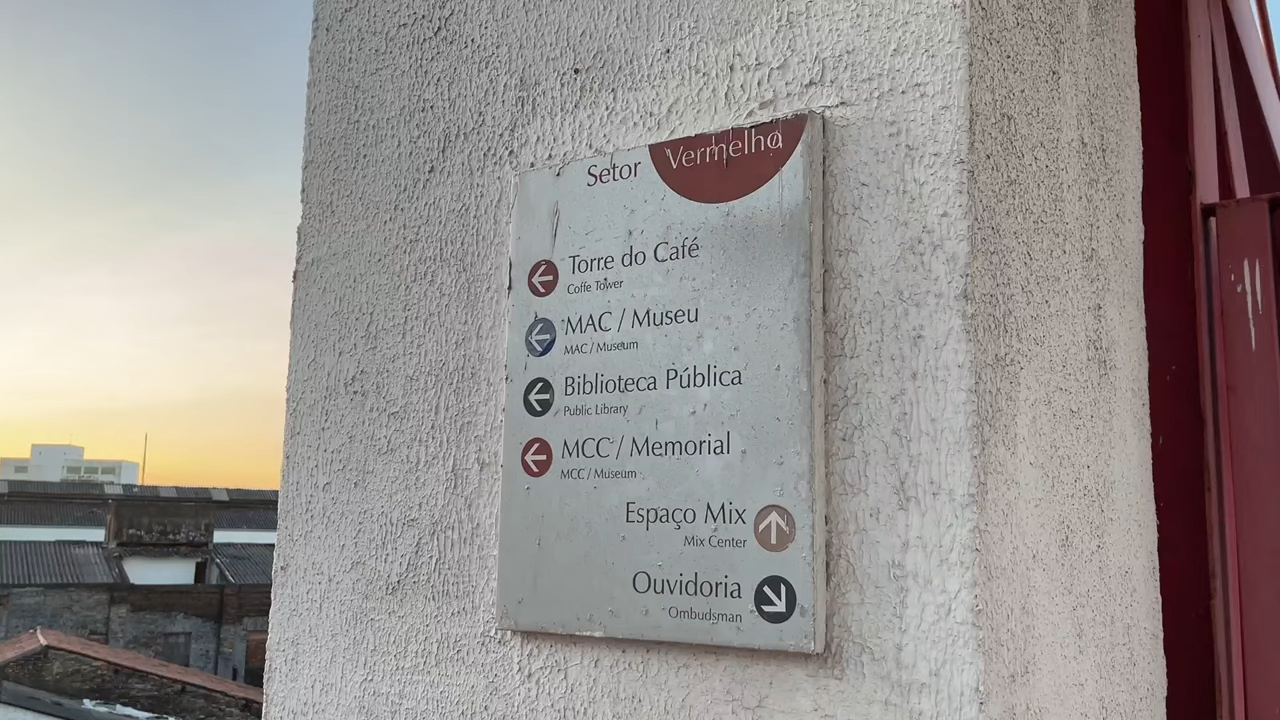 Setor Vermelho
Torre do Café
Coffe Tower
MAC / Museu
MAC / Museum
Biblioteca Pública
Public Library
MCC / Memorial
MCC / Museum
Espaço Mix
Mix Center
Ouvidoria
Ombudsman